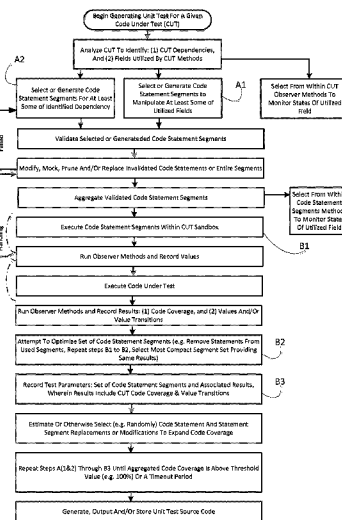 Begin Generating Unit Test For A Given
Code Under Test (CUT)
Analyze CUT To Identify: (1) CUT Dependencies,
And (2) Fields Utilized By CUT Methods
A2
A1
Select or Generate Code
Statement Segments For At Least
Some of Identified Dependency
Select or Generate Code
Statement Segments to
Manipulate At Least Some of
Utilized Fields
Select From Within CUT
Observer Methods To
Monitor States Of Utilized
Field
Validate Selected or Generateded Code Statement Segments
Failed
Modify, Mock, Prune And/Or Replace Invalidated Code Statements or Entire Segments
Aggregate Validated Code Statement Segments
Select From Within
Code Statement
Segments Method
To Monitor State
Of Utilized Field
Execute Code Statement Segments Within CUT Sandbox
B1
Handling
Run Observer Methods and Record Values
Execute Code Under Test
Run Observer Methods and Record Results: (1) Code Coverage, and (2) Values And/Or
Value Transitions
Attempt To Optimize Set of Code Statement Segments (e.g. Remove Statements From
Used Segments, Repeat steps B1 to B2, Select Most Compact Segment Set Providing
Same Results)
B2
B3
Record Test Parameters: Set of Code Statement Segments and Associated Results,
Wherein Results Include CUT Code Coverage & Value Transitions
Estimate Or Otherwise Select (e.g. Randomly) Code Statement And Statement
Segment Replacements or Modifications To Expand Code Coverage
Repeat Steps A(1&2) Through B3 Until Aggregated Code Coverage Is Above Threshold
Value (e.g. 100%) Or A Timeout Period
Generate, Output And/Or Store Unit Test Source Code